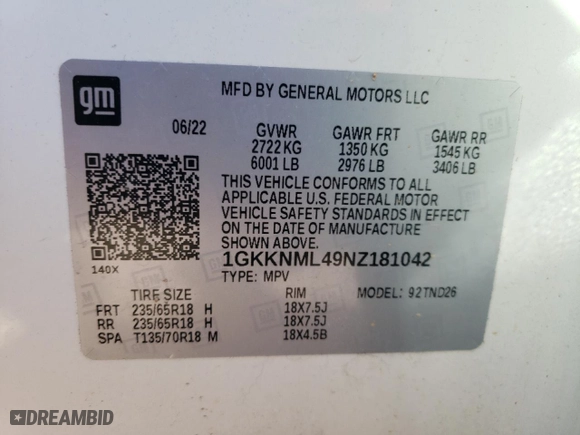 gm
MFD BY GENERAL MOTORS LLC
06/22 GVWR GAWR FRT GAWR RR
2722 KG 1350 KG 1545 KG
6001 LB 2976 LB 3406 LB
THIS VEHICLE CONFORMS TO ALL
APPLICABLE U.S. FEDERAL MOTOR
VEHICLE SAFETY STANDARDS IN EFFECT
ON THE DATE OF MANUFACTURE
SHOWN ABOVE.
140X
1GKKNML49NZ181042
TYPE: MPV
TIRE SIZE RIM MODEL: 92TND26
FRT 235/65R18 H 18X7.5J
RR 235/65R18 H 18X7.5J
SPA T135/70R18 M 18X4.5B
DREAMBID